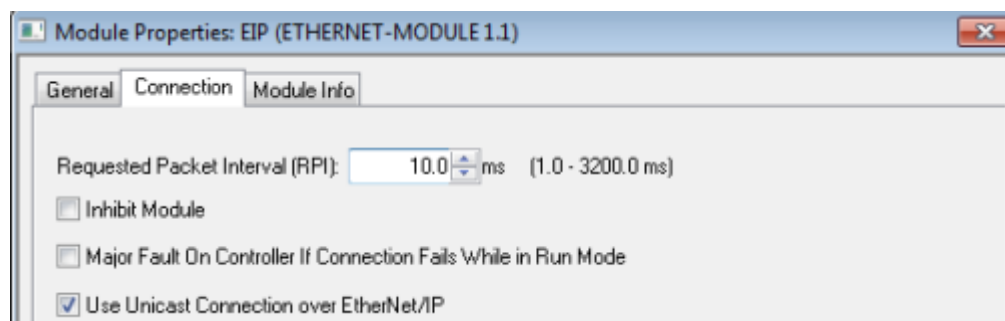 Module Properties: EIP (ETHERNET-MODULE 1.1)
General Connection Module Info
Requested Packet Interval (RPI): 10.0 ms (1.0 - 3200.0 ms)
Inhibit Module
Major Fault On Controller If Connection Fails While in Run Mode
Use Unicast Connection over EtherNet/IP